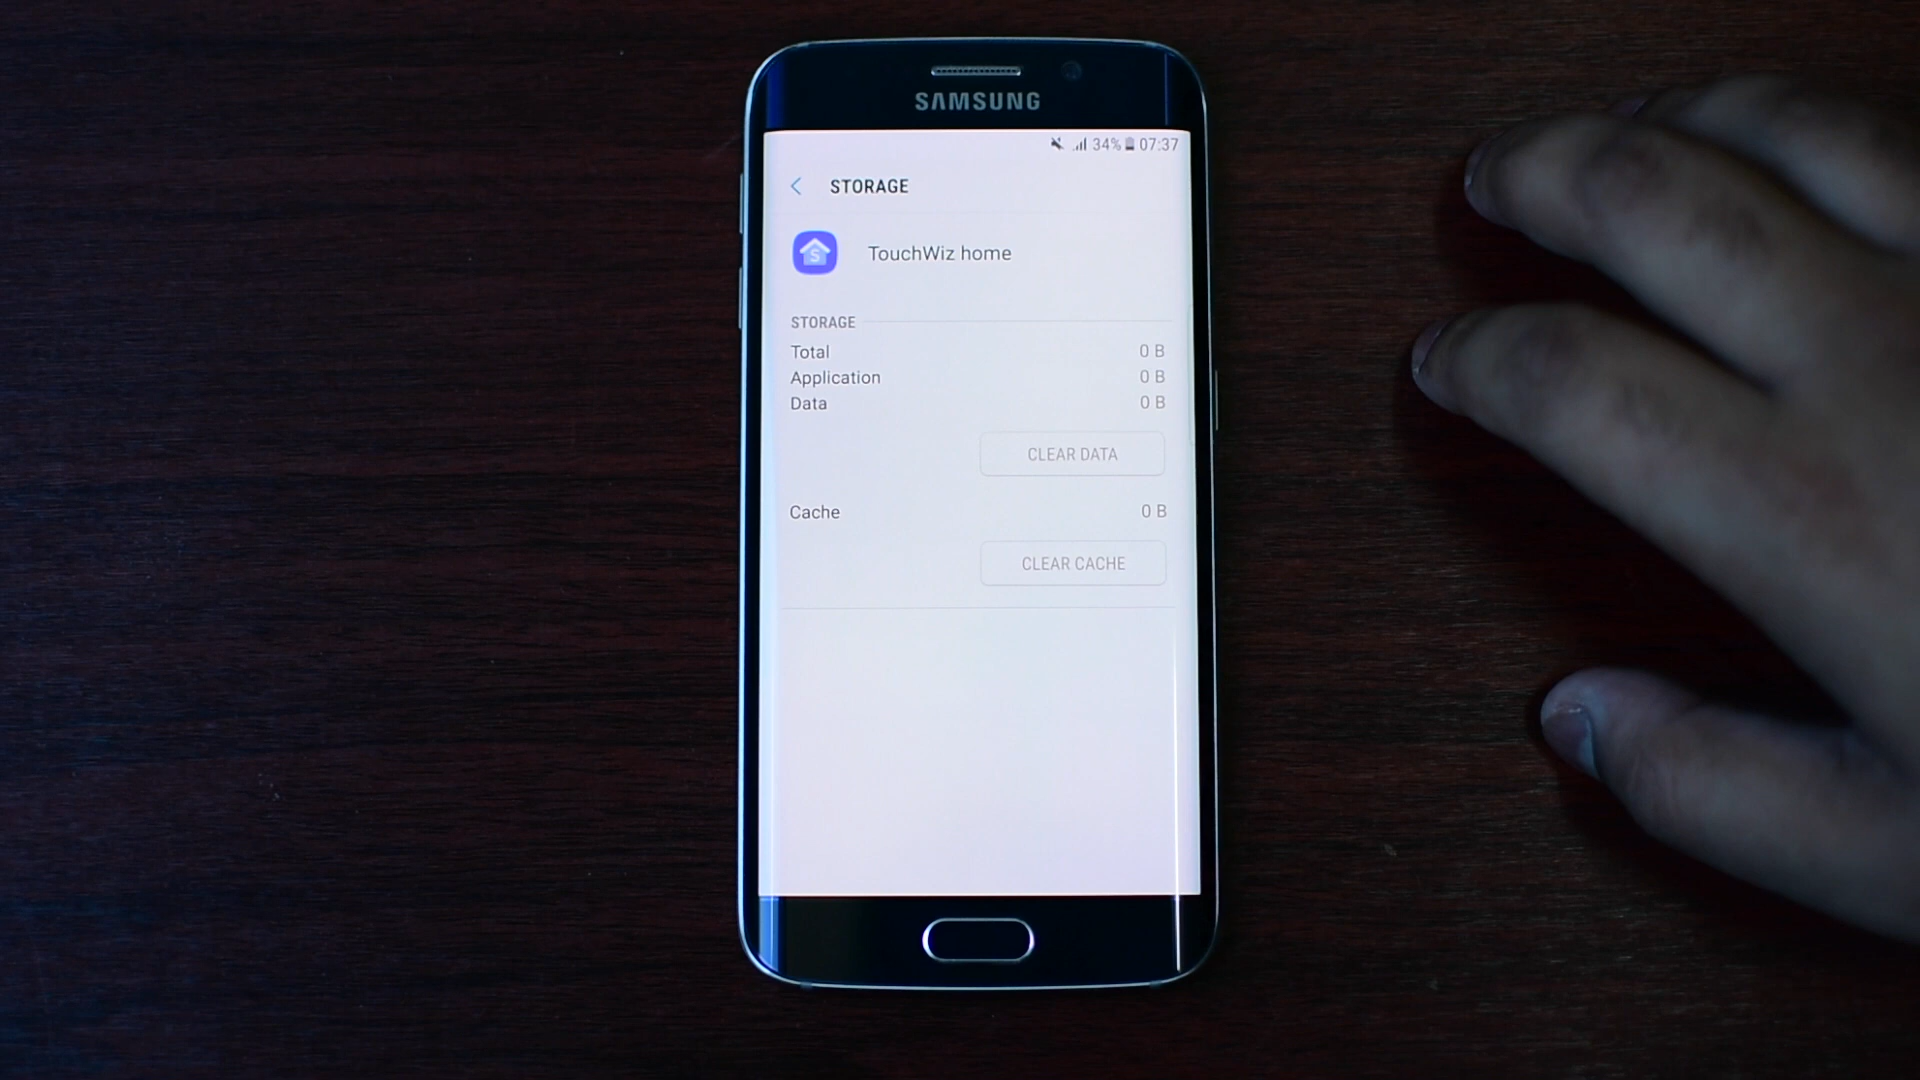 SAMSUNG
34% 07:37
STORAGE
S
TouchWiz home
STORAGE
Total 0 B
Application 0 B
Data 0 B
CLEAR DATA
Cache 0 B
CLEAR CACHE